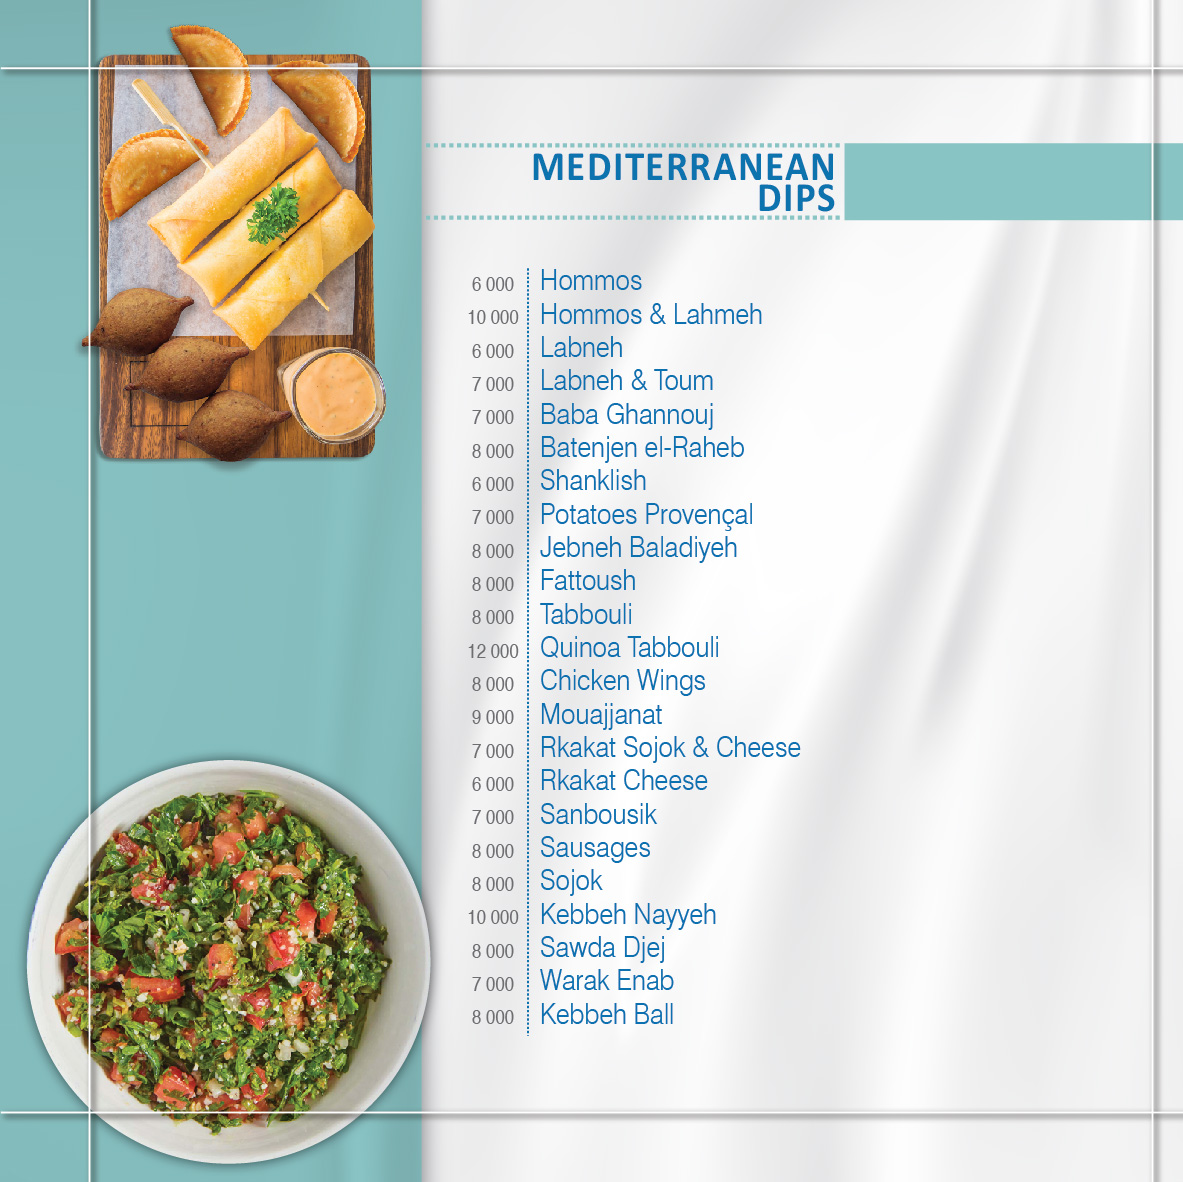 MEDITERRANEAN
DIPS
6 000 Hommos
10 000 Hommos & Lahmeh
6 000 Labneh
7 000 Labneh & Toum
7 000 Baba Ghannouj
8 000 Batenjen el-Raheb
6 000 Shanklish
7 000 Potatoes Provençal
8 000 Jebneh Baladiyeh
8 000 Fattoush
8 000 Tabbouli
12 000 Quinoa Tabbouli
8 000 Chicken Wings
9 000 Mouajjanat
7 000 Rkakat Sojok & Cheese
6 000 Rkakat Cheese
7 000 Sanbousik
8 000 Sausages
8 000 Sojok
10 000 Kebbeh Nayyeh
8 000 Sawda Djej
7 000 Warak Enab
8 000 Kebbeh Ball